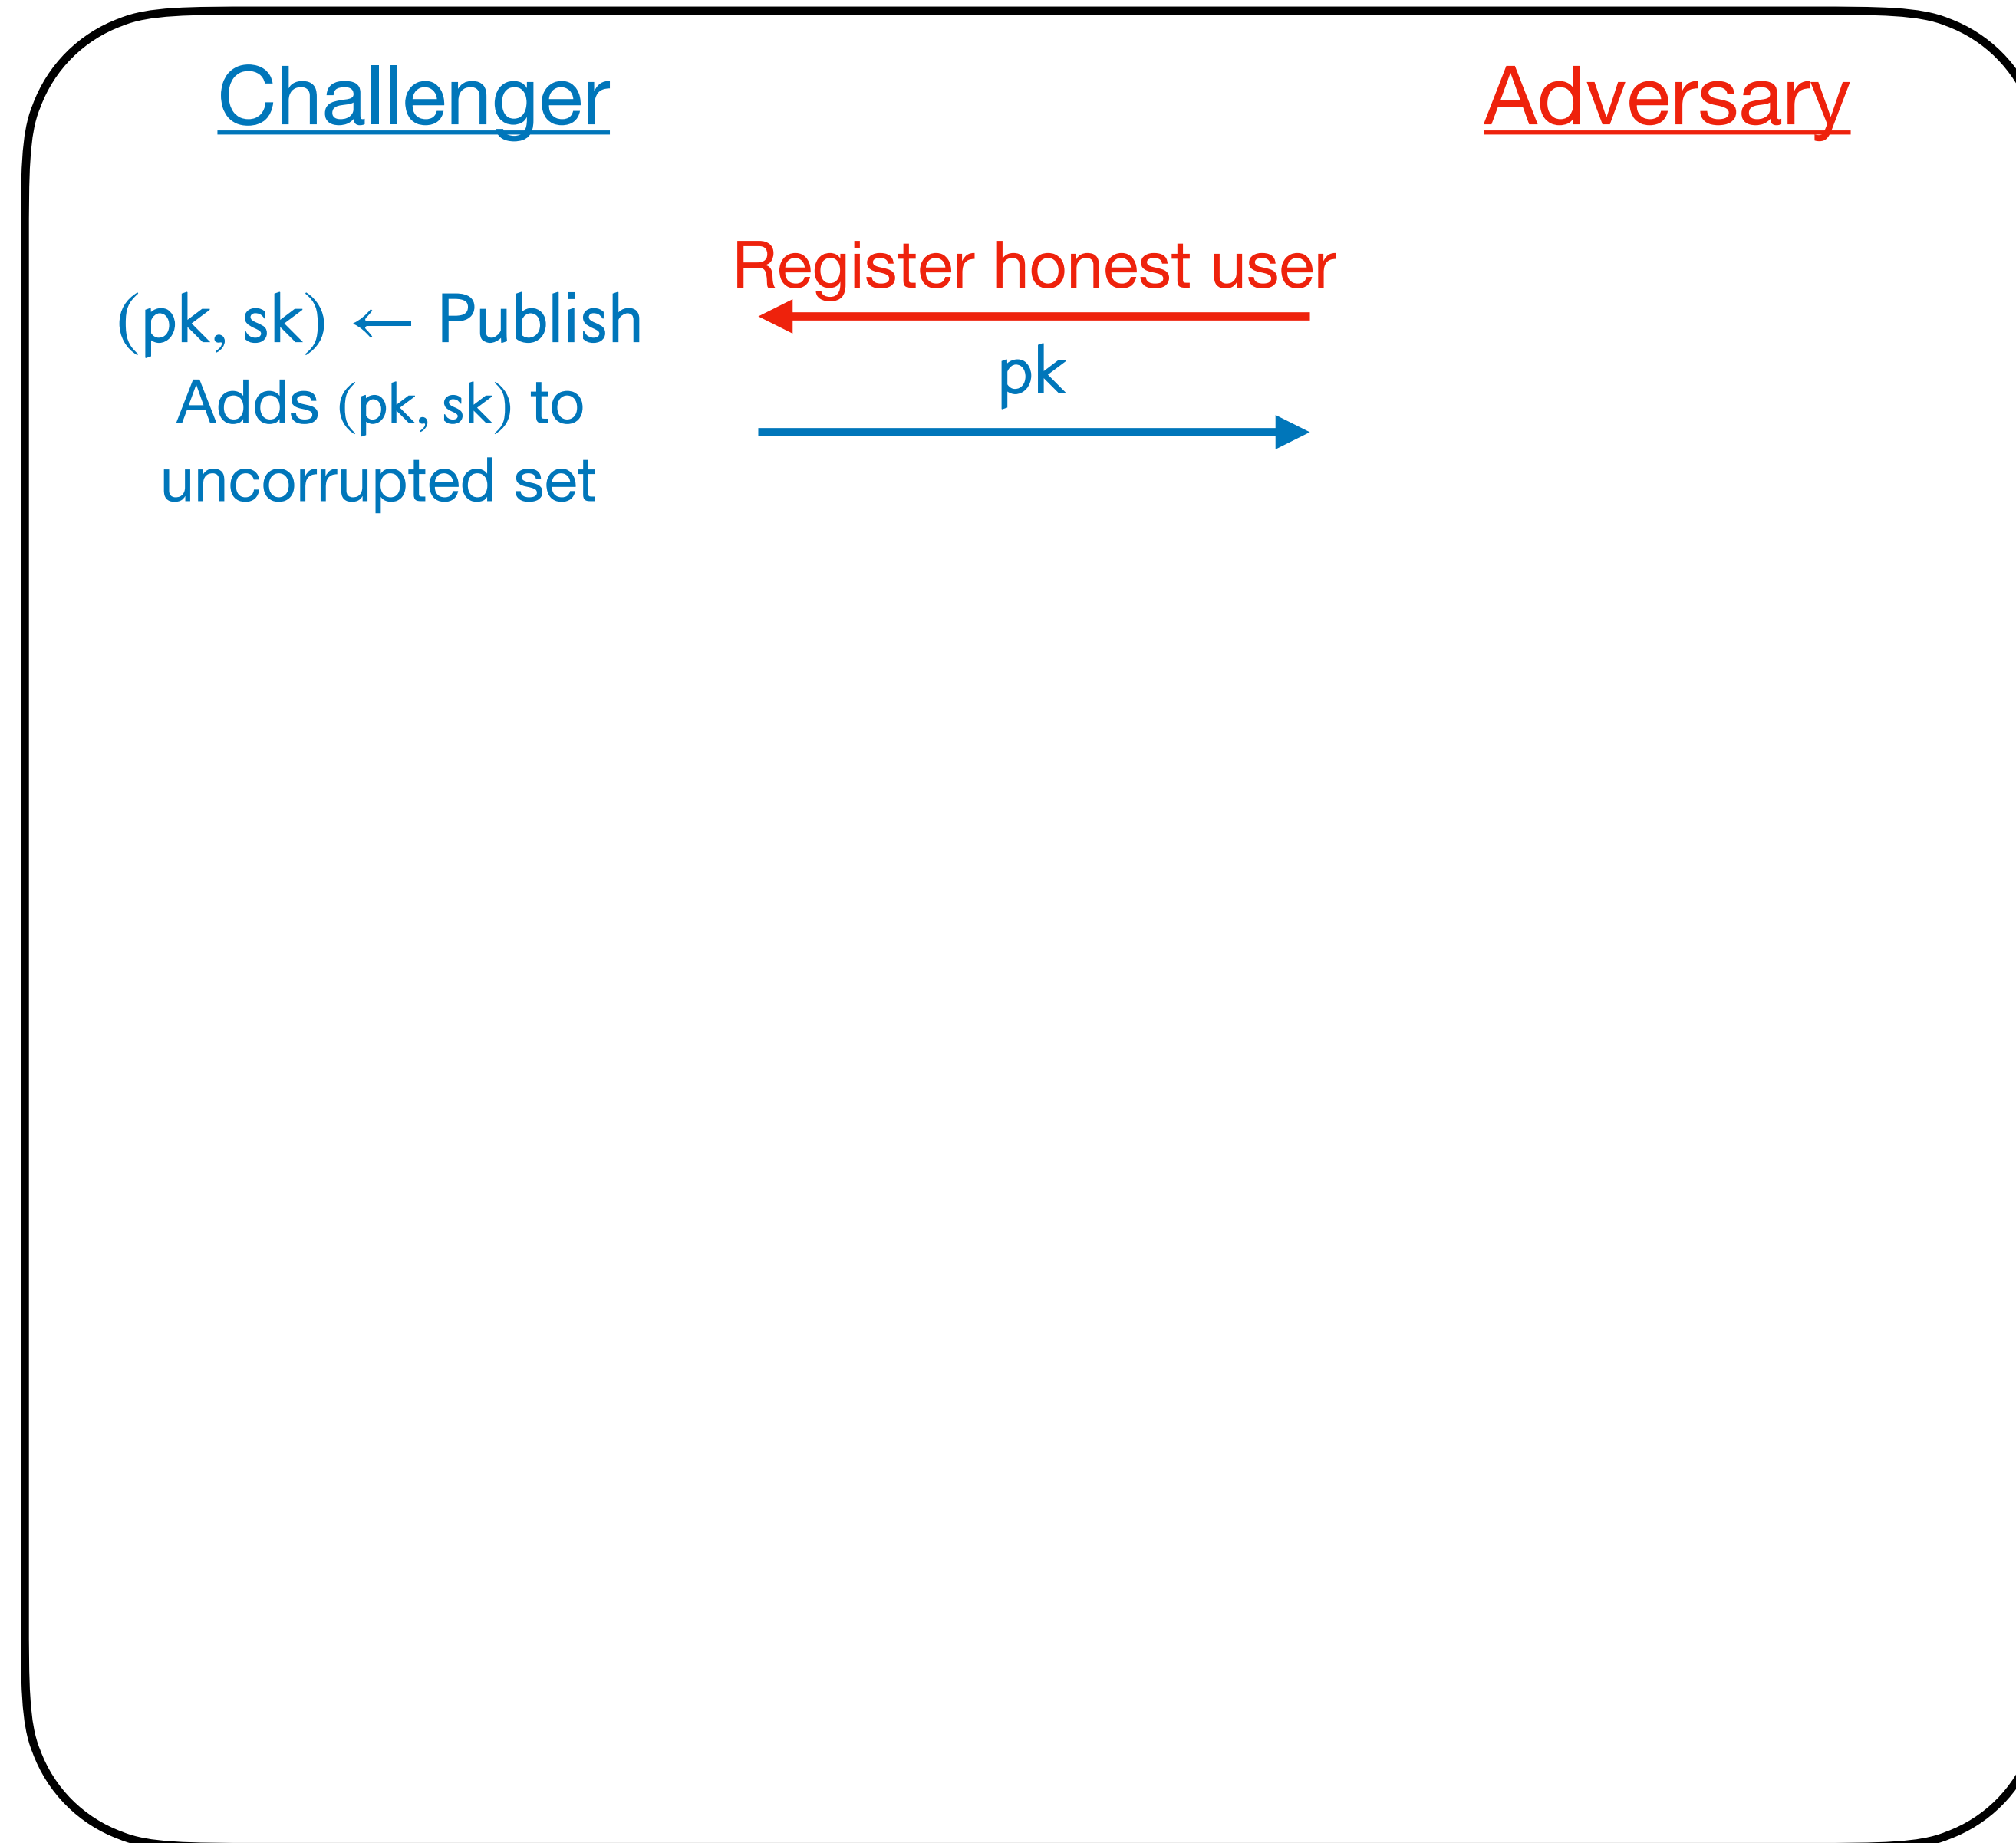 Challenger
Adversary
Register honest user
(pk, sk) ← Publish
pk
Adds (pk, sk) to
uncorrupted set